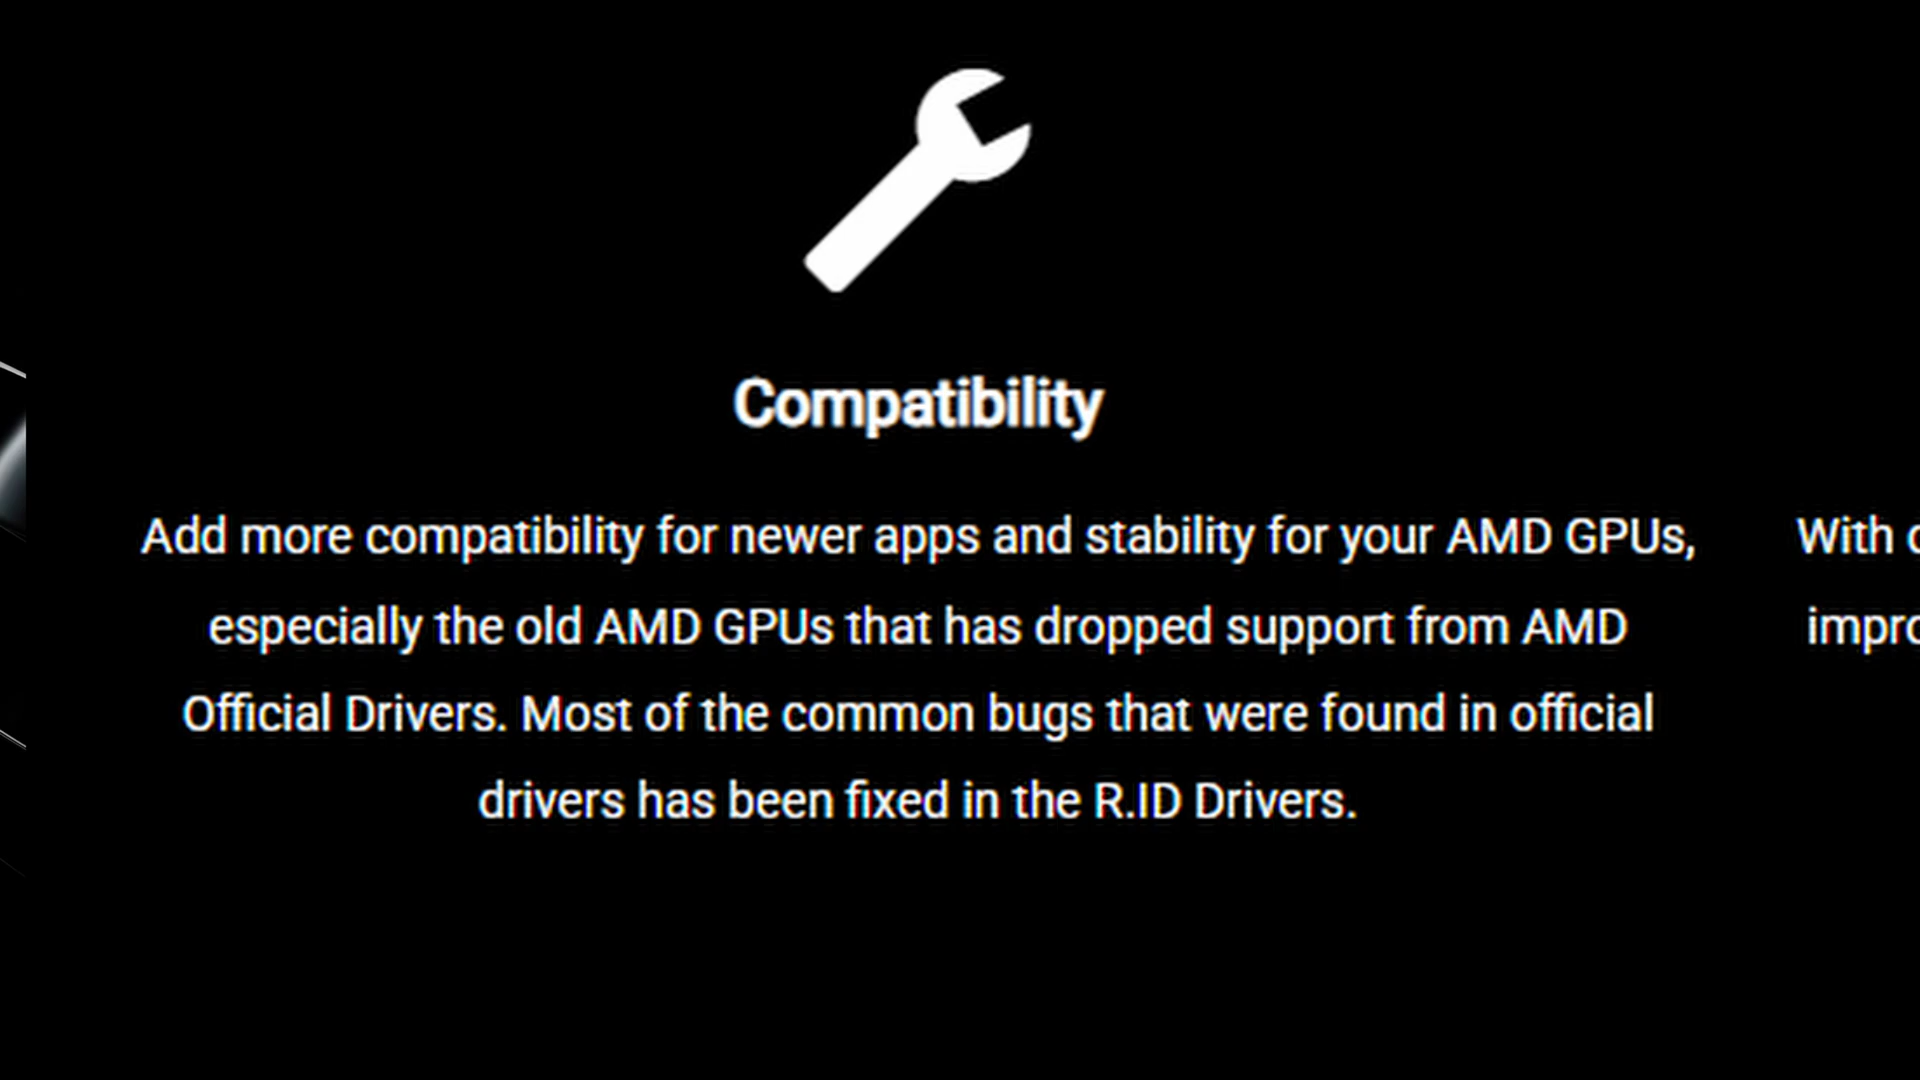 Compatibility
Add more compatibility for newer apps and stability for your AMD GPUs,
especially the old AMD GPUs that has dropped support from AMD
Official Drivers. Most of the common bugs that were found in official
drivers has been fixed in the R.ID Drivers.
With